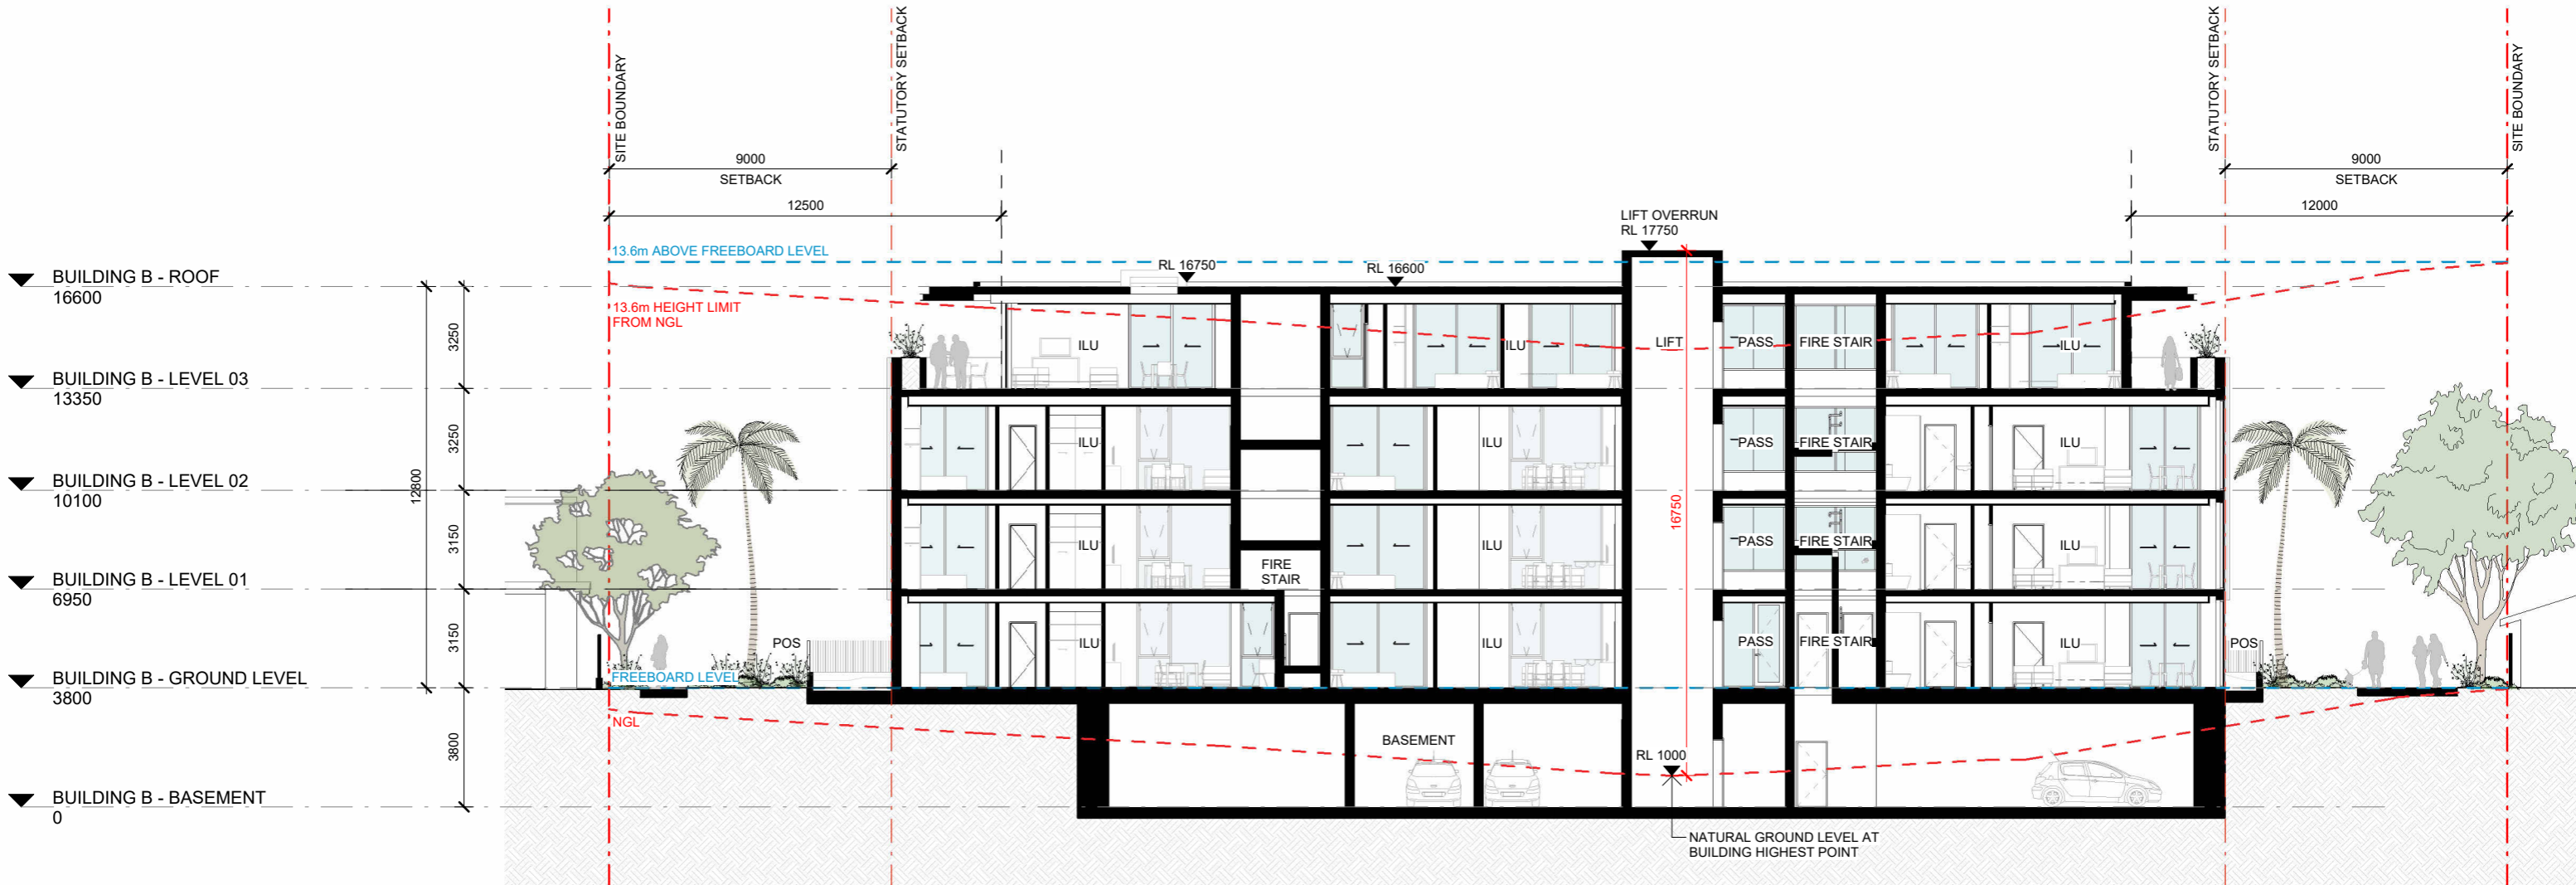 SITE BOUNDARY
STATUTORY SETBACK
STATUTORY SETBACK
SITE BOUNDARY
9000
SETBACK
9000
SETBACK
12500
12000
LIFT OVERRUN
RL 17750
13.6m ABOVE FREEBOARD LEVEL
RL 16750
RL 16600
BUILDING B - ROOF
16600
13.6m HEIGHT LIMIT
FROM NGL
3250
ILU
ILU
LIFT
PASS
FIRE STAIR
ILU
BUILDING B - LEVEL 03
13350
3250
12800
ILU
ILU
PASS
FIRE STAIR
ILU
BUILDING B - LEVEL 02
10100
16750
3150
ILU
ILU
PASS
FIRE STAIR
ILU
FIRE
STAIR
BUILDING B - LEVEL 01
6950
3150
POS
ILU
ILU
PASS
FIRE STAIR
ILU
POS
BUILDING B - GROUND LEVEL
3800
FREEBOARD LEVEL
NGL
3800
BASEMENT
RL 1000
BUILDING B - BASEMENT
0
NATURAL GROUND LEVEL AT
BUILDING HIGHEST POINT